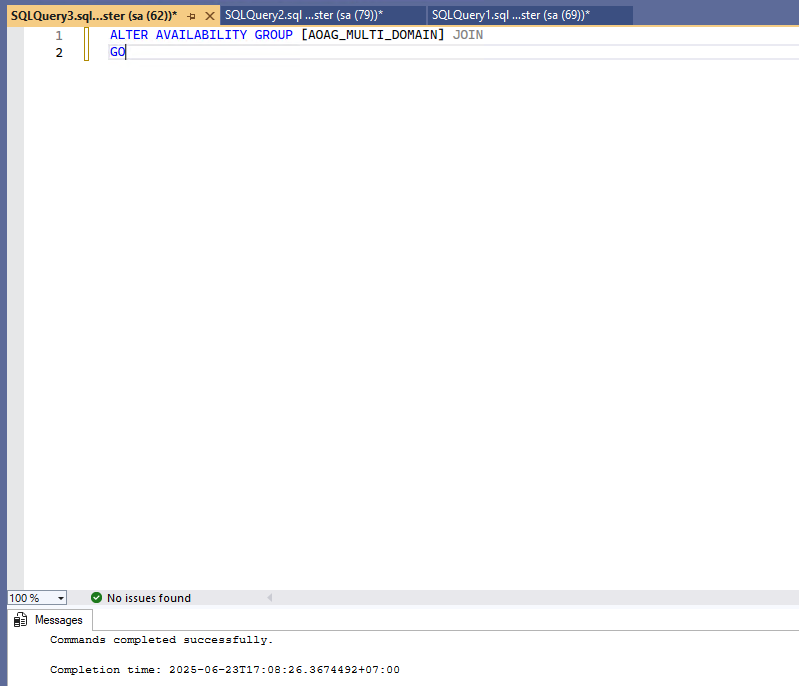 SQLQuery3.sql...ster (sa (62))* SQLQuery2.sql ...ster (sa (79))* SQLQuery1.sql ...ster (sa (69))*
1 ALTER AVAILABILITY GROUP [AOAG_MULTI_DOMAIN] JOIN
2 GO
100 % No issues found
Messages
Commands completed successfully.
Completion time: 2025-06-23T17:08:26.3674492+07:00